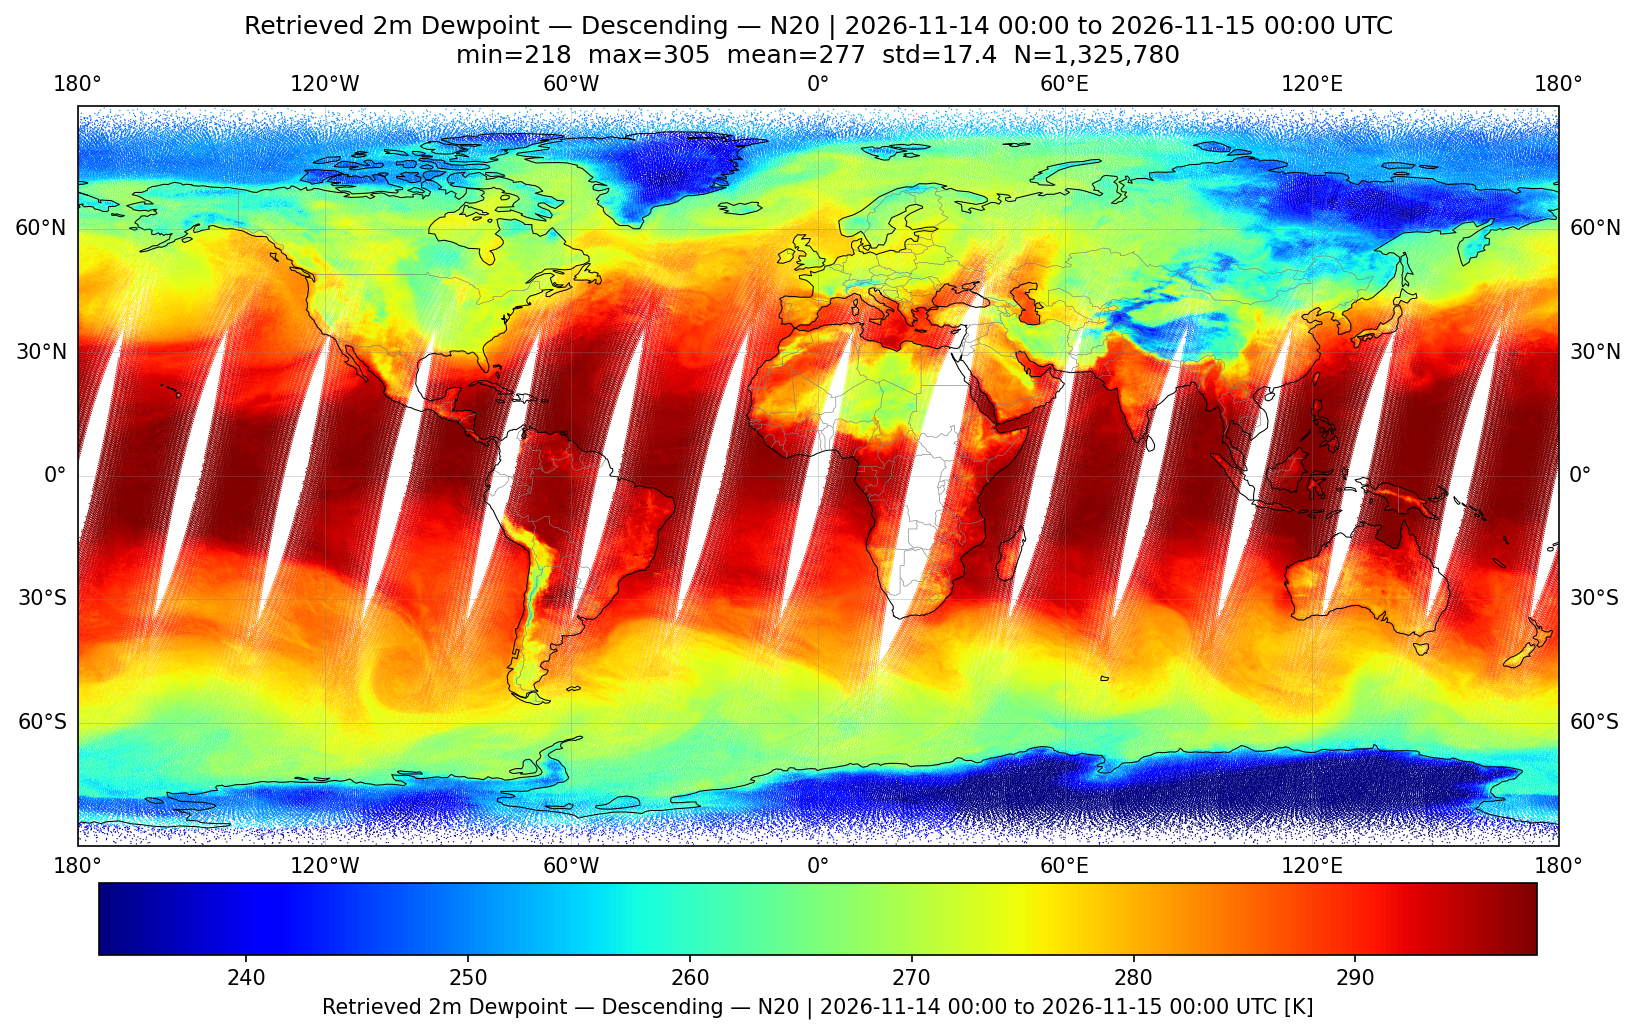 Retrieved 2m Dewpoint — Descending — N20 | 2026-11-14 00:00 to 2026-11-15 00:00 UTC
min=218  max=305  mean=277  std=17.4  N=1,325,780
180° 120°W 60°W 0° 60°E 120°E 180°
60°N 60°N
30°N 30°N
0° 0°
30°S 30°S
60°S 60°S
180° 120°W 60°W 0° 60°E 120°E 180°
240 250 260 270 280 290
Retrieved 2m Dewpoint — Descending — N20 | 2026-11-14 00:00 to 2026-11-15 00:00 UTC [K]